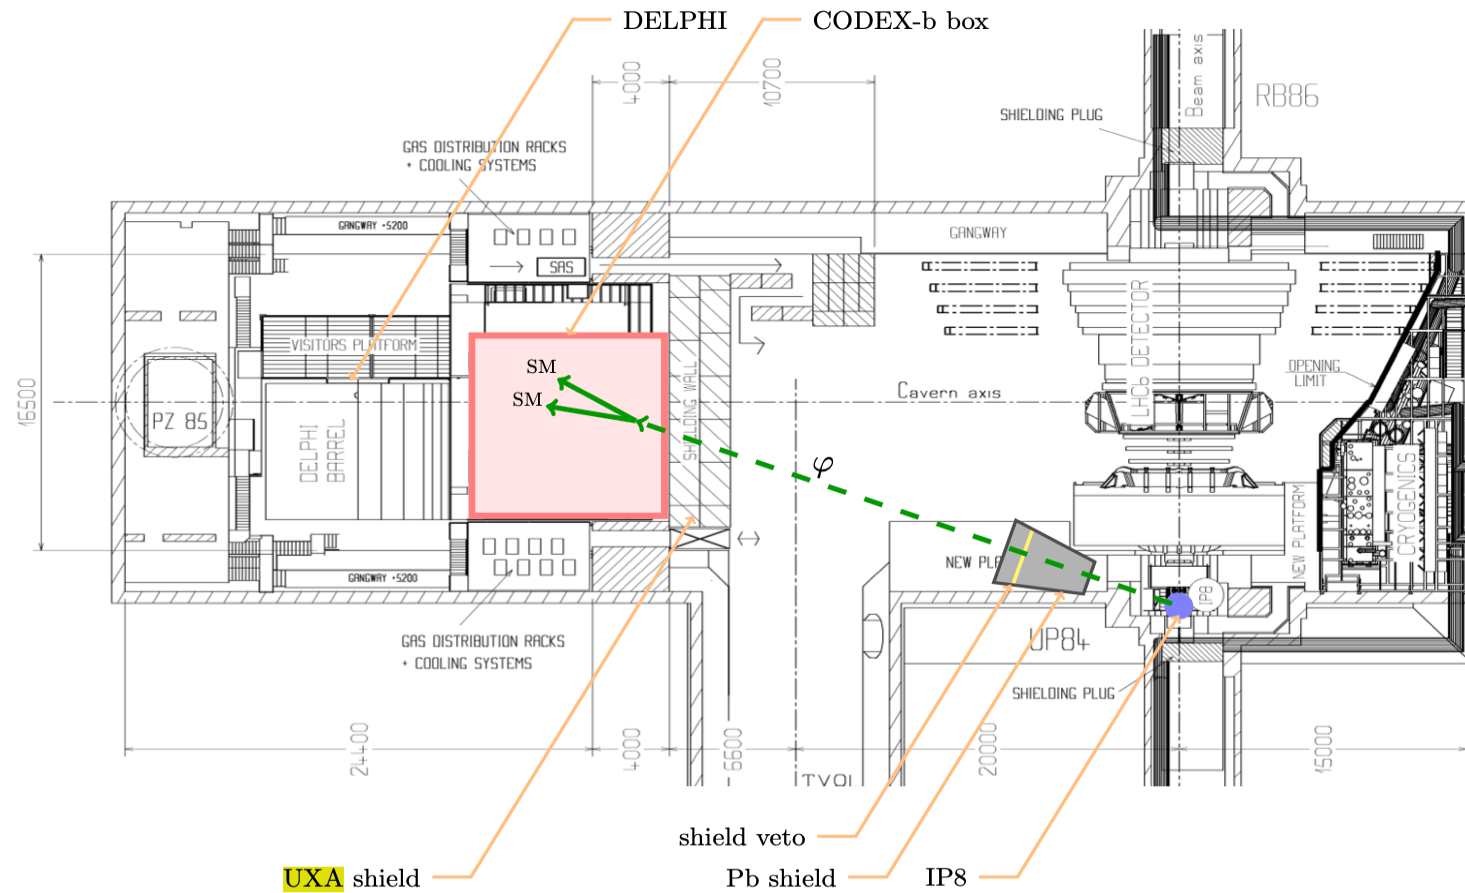 DELPHI
CODEX-b box
4000
10700
Beam axis
RB86
SHIELDING PLUG
GAS DISTRIBUTION RACKS
+ COOLING SYSTEMS
GANGWAY +5200
GANGWAY
SAS
16500
VISITORS PLATFORM
SM
SM
SHIELDING WALL
LHCb DETECTOR
OPENING
LIMIT
Cavern axis
PZ 85
DELPHI
BARREL
φ
CRYOGENICS
NEW PLA
NEW PLATFORM
GANGWAY +5200
IP8
GAS DISTRIBUTION RACKS
+ COOLING SYSTEMS
UP84
SHIELDING PLUG
24400
4000
6600
20000
15000
TV01
shield veto
UXA shield
Pb shield
IP8